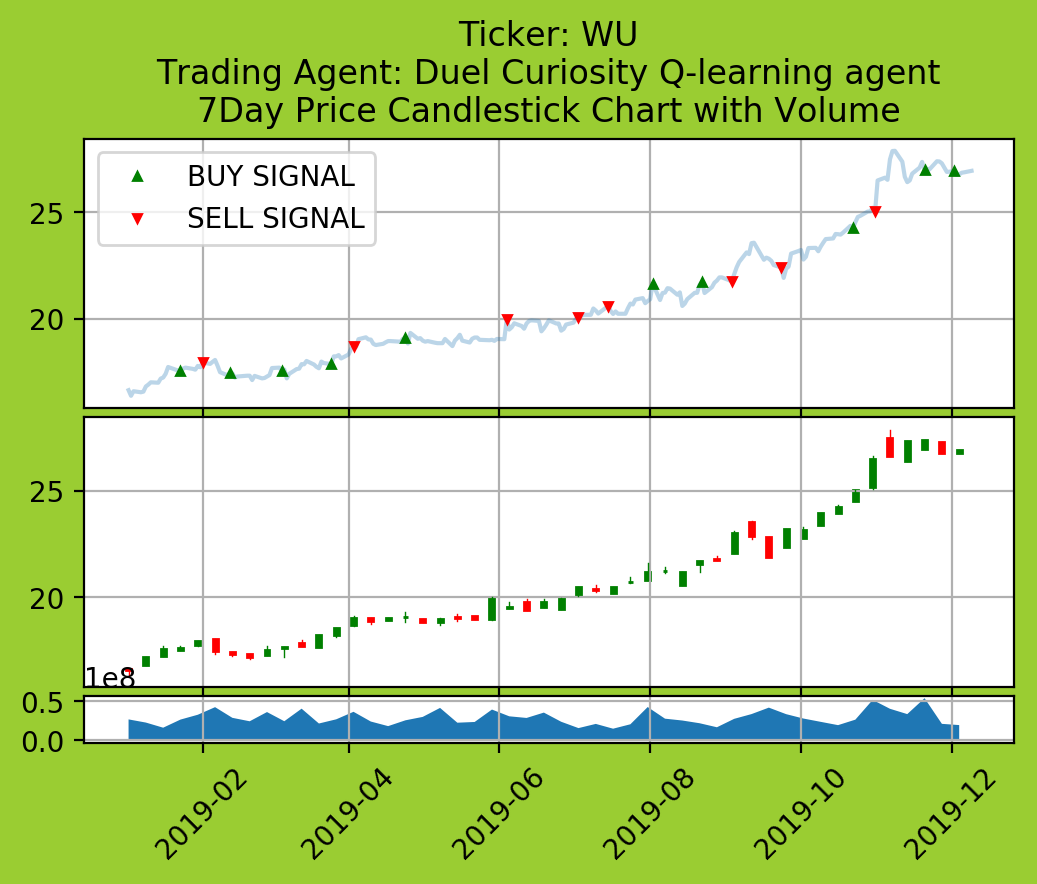 Ticker: WU
Trading Agent: Duel Curiosity Q-learning agent
7Day Price Candlestick Chart with Volume
BUY SIGNAL
SELL SIGNAL
25
20
25
20
1e8
0.5
0.0
2019-02
2019-04
2019-06
2019-08
2019-10
2019-12